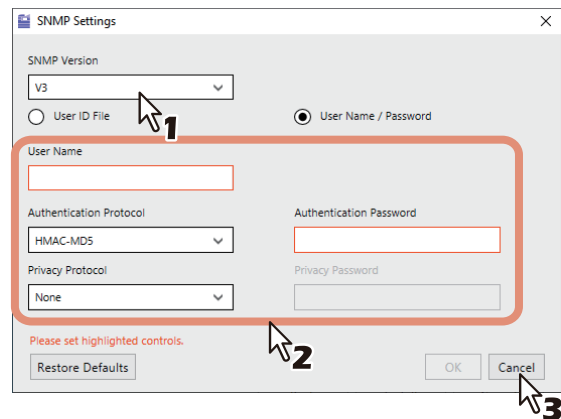 SNMP Settings
SNMP Version
V3
1
User ID File
User Name / Password
User Name
Authentication Protocol
Authentication Password
HMAC-MD5
Privacy Protocol
Privacy Password
None
2
Please set highlighted controls.
Restore Defaults
OK
Cancel
3